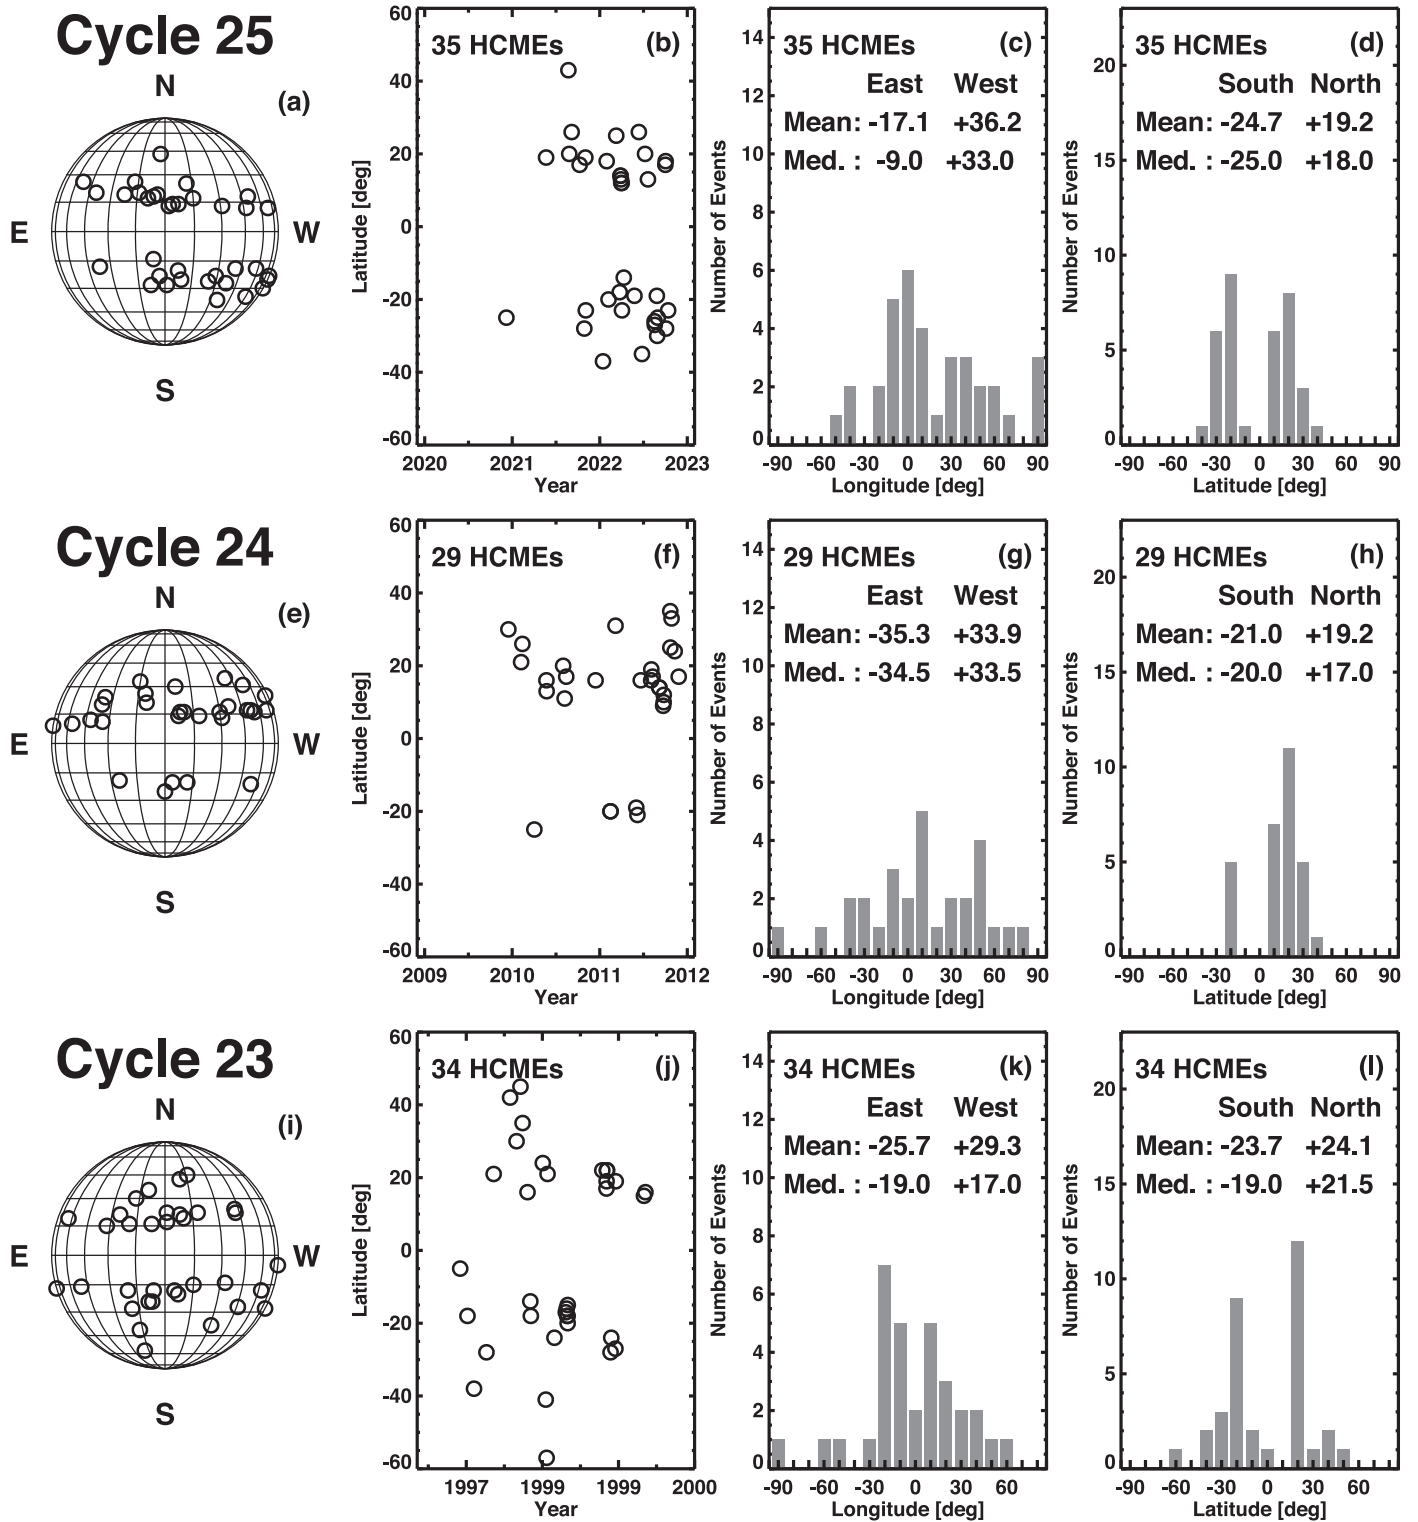 Cycle 25
N
(a)
E
W
S
60
40
20
0
-20
-40
-60
Latitude [deg]
35 HCMEs (b)
2020 2021 2022 2023
Year
14
12
10
8
6
4
2
0
Number of Events
35 HCMEs (c)
East West
Mean: -17.1 +36.2
Med. : -9.0 +33.0
-90 -60 -30 0 30 60 90
Longitude [deg]
20
15
10
5
0
Number of Events
35 HCMEs (d)
South North
Mean: -24.7 +19.2
Med. : -25.0 +18.0
-90 -60 -30 0 30 60 90
Latitude [deg]
Cycle 24
N
(e)
E
W
S
60
40
20
0
-20
-40
-60
Latitude [deg]
29 HCMEs (f)
2009 2010 2011 2012
Year
14
12
10
8
6
4
2
0
Number of Events
29 HCMEs (g)
East West
Mean: -35.3 +33.9
Med. : -34.5 +33.5
-90 -60 -30 0 30 60 90
Longitude [deg]
20
15
10
5
0
Number of Events
29 HCMEs (h)
South North
Mean: -21.0 +19.2
Med. : -20.0 +17.0
-90 -60 -30 0 30 60 90
Latitude [deg]
Cycle 23
N
(i)
E
W
S
60
40
20
0
-20
-40
-60
Latitude [deg]
34 HCMEs (j)
1997 1999 1999 2000
Year
14
12
10
8
6
4
2
0
Number of Events
34 HCMEs (k)
East West
Mean: -25.7 +29.3
Med. : -19.0 +17.0
-90 -60 -30 0 30 60
Longitude [deg]
20
15
10
5
0
Number of Events
34 HCMEs (l)
South North
Mean: -23.7 +24.1
Med. : -19.0 +21.5
-90 -60 -30 0 30 60
Latitude [deg]